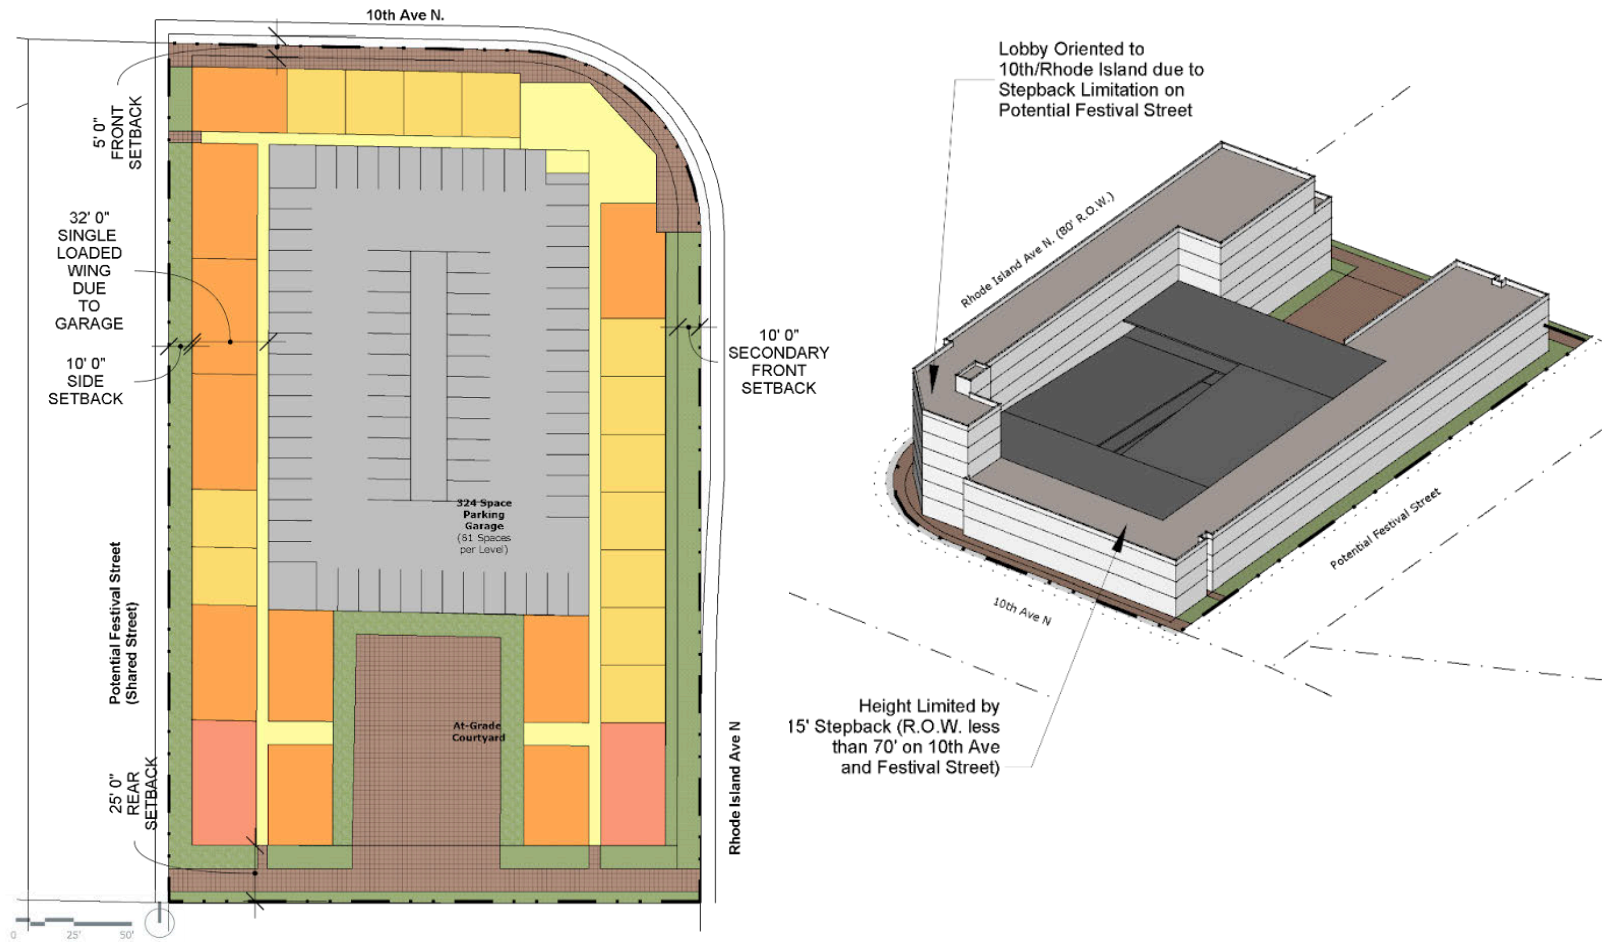 10th Ave N.
5' 0"
FRONT
SETBACK
32' 0"
SINGLE
LOADED
WING
DUE
TO
GARAGE
10' 0"
SIDE
SETBACK
10' 0"
SECONDARY
FRONT
SETBACK
324 Space
Parking
Garage
(61 Spaces
per Level)
Potential Festival Street
(Shared Street)
At-Grade
Courtyard
25' 0"
REAR
SETBACK
Rhode Island Ave N
0
25'
50'
Lobby Oriented to
10th/Rhode Island due to
Stepback Limitation on
Potential Festival Street
Rhode Island Ave N. (80' R.O.W.)
Potential Festival Street
10th Ave N
Height Limited by
15' Stepback (R.O.W. less
than 70' on 10th Ave
and Festival Street)